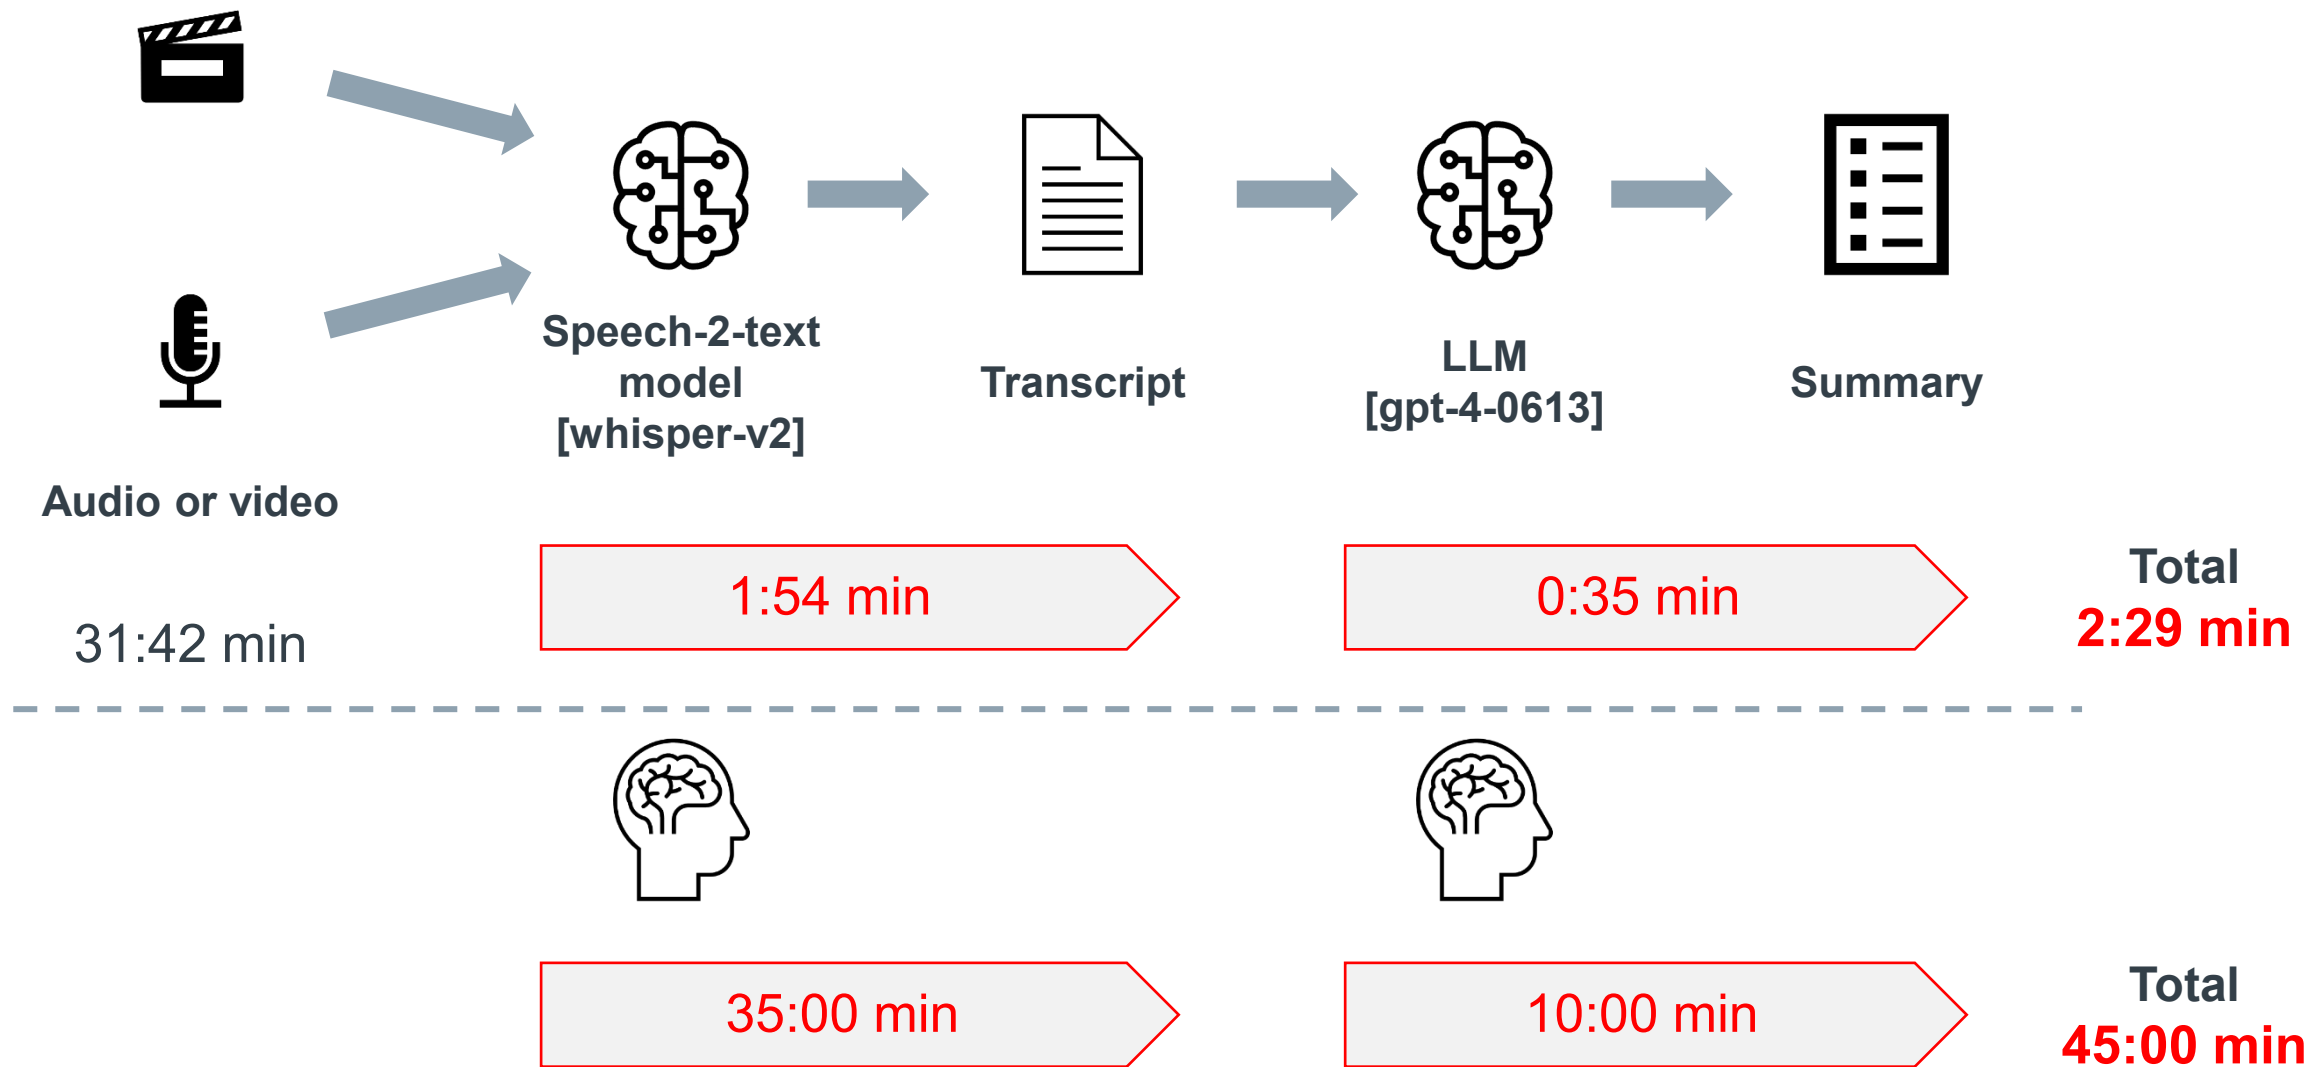 Speech-2-text
model
[whisper-v2]
Transcript
LLM
[gpt-4-0613]
Summary
Audio or video
31:42 min
1:54 min
0:35 min
Total
2:29 min
35:00 min
10:00 min
Total
45:00 min